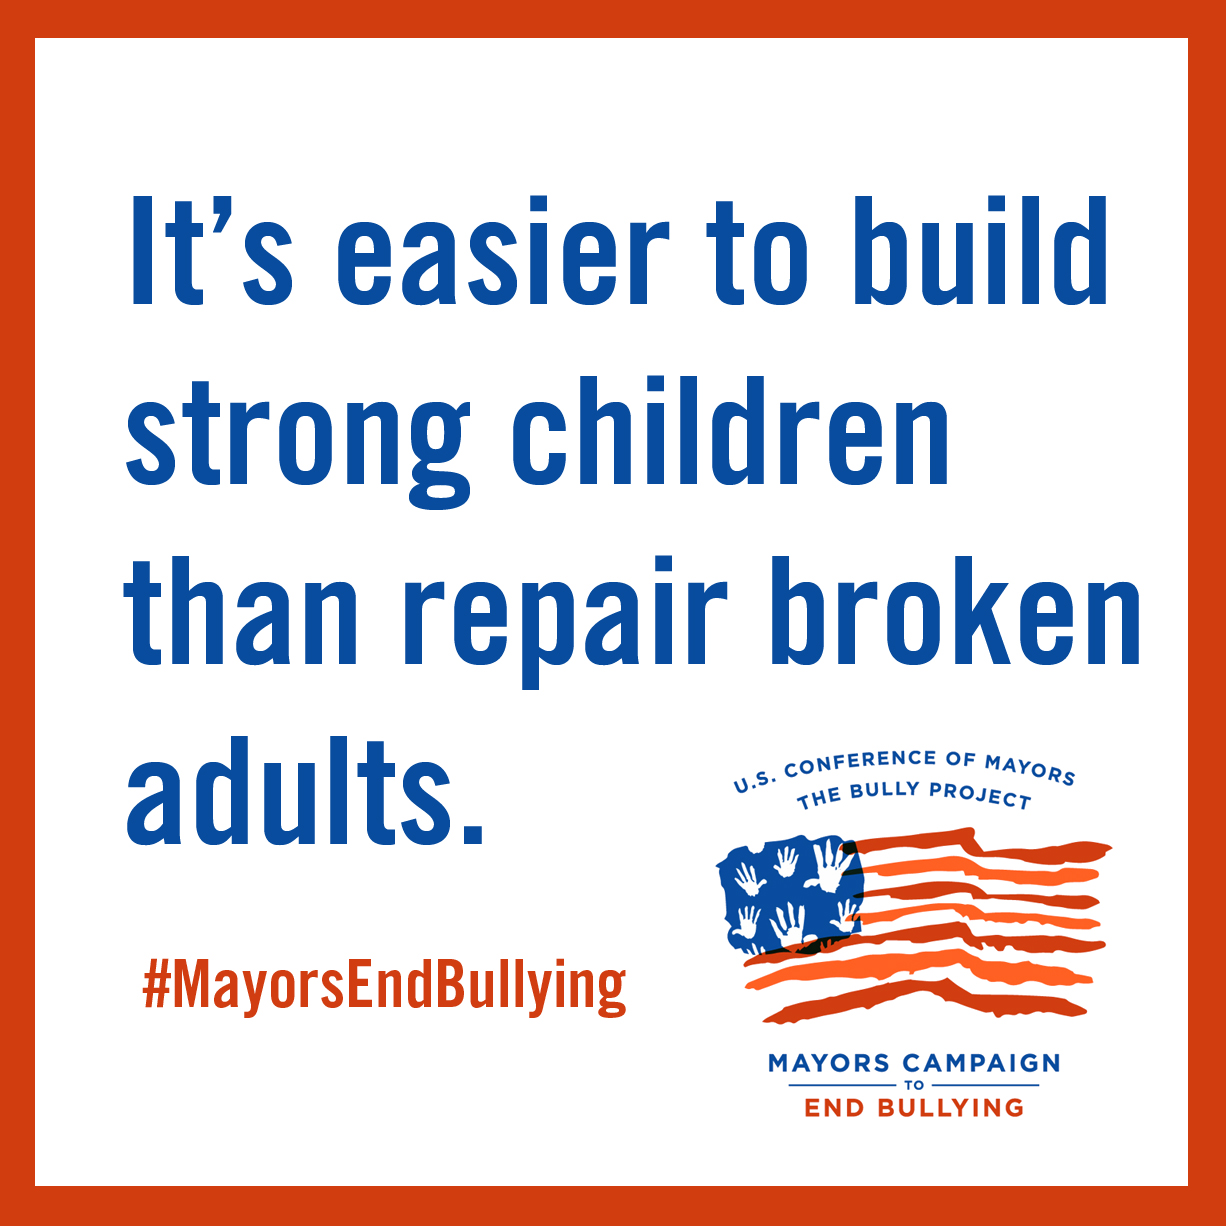 It’s easier to build
strong children
than repair broken
adults.
U.S. CONFERENCE OF MAYORS
THE BULLY PROJECT
#MayorsEndBullying
MAYORS CAMPAIGN
TO
END BULLYING